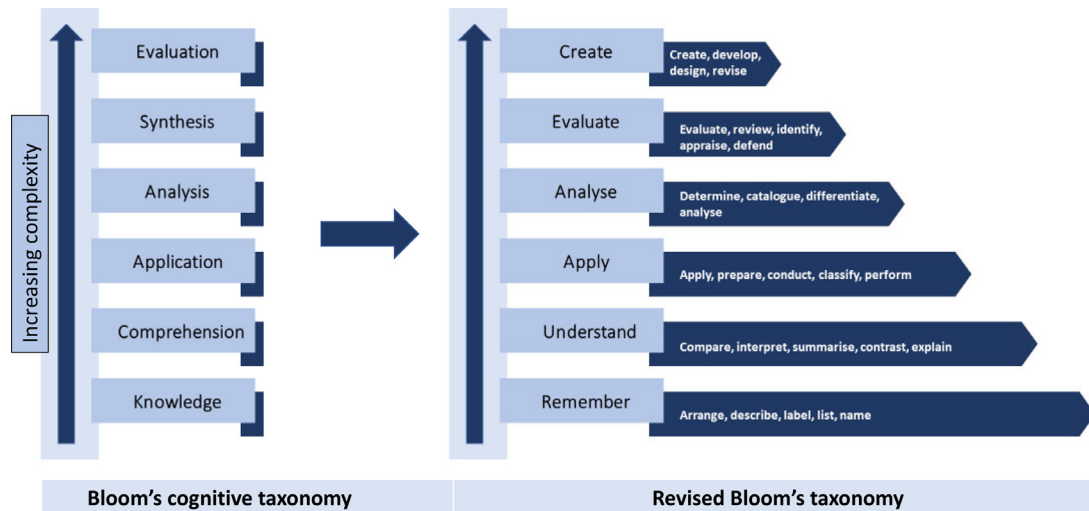 Increasing complexity
Evaluation
Synthesis
Analysis
Application
Comprehension
Knowledge
Create
Create, develop,
design, revise
Evaluate
Evaluate, review, identify,
appraise, defend
Analyse
Determine, catalogue, differentiate,
analyse
Apply
Apply, prepare, conduct, classify, perform
Understand
Compare, interpret, summarise, contrast, explain
Remember
Arrange, describe, label, list, name
Bloom’s cognitive taxonomy
Revised Bloom’s taxonomy